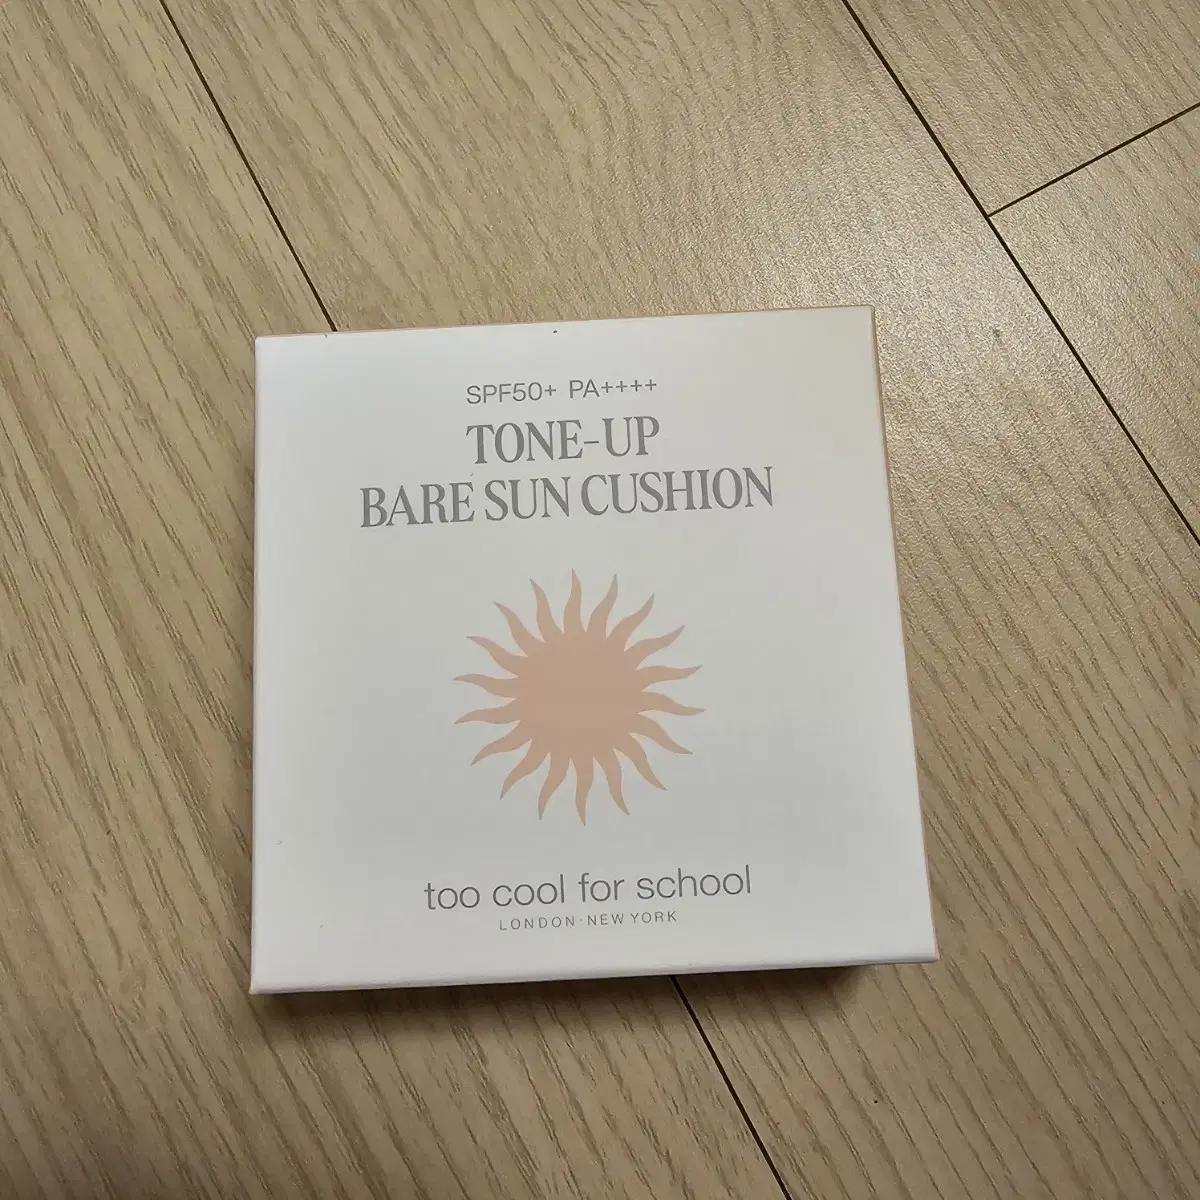 SPF50+ PA++++
TONE-UP
BARE SUN CUSHION
too cool for school
LONDON·NEW YORK